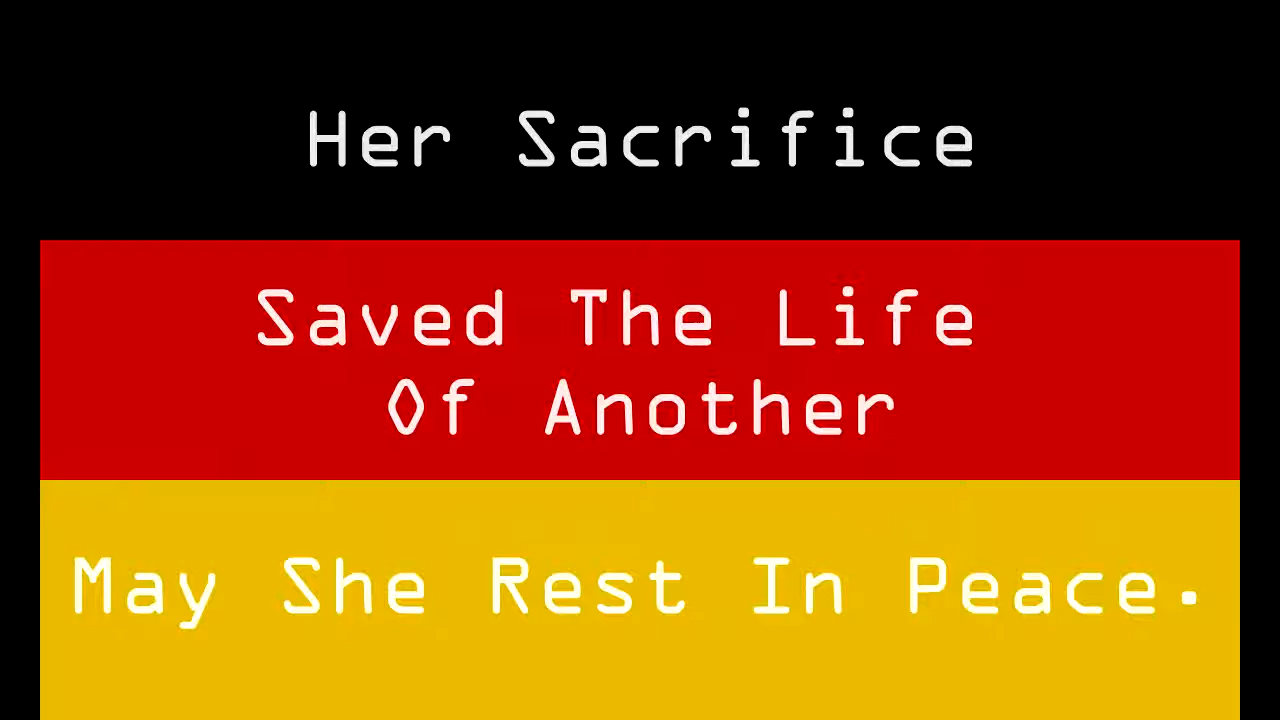 Her Sacrifice
Saved The Life
Of Another
May She Rest In Peace.